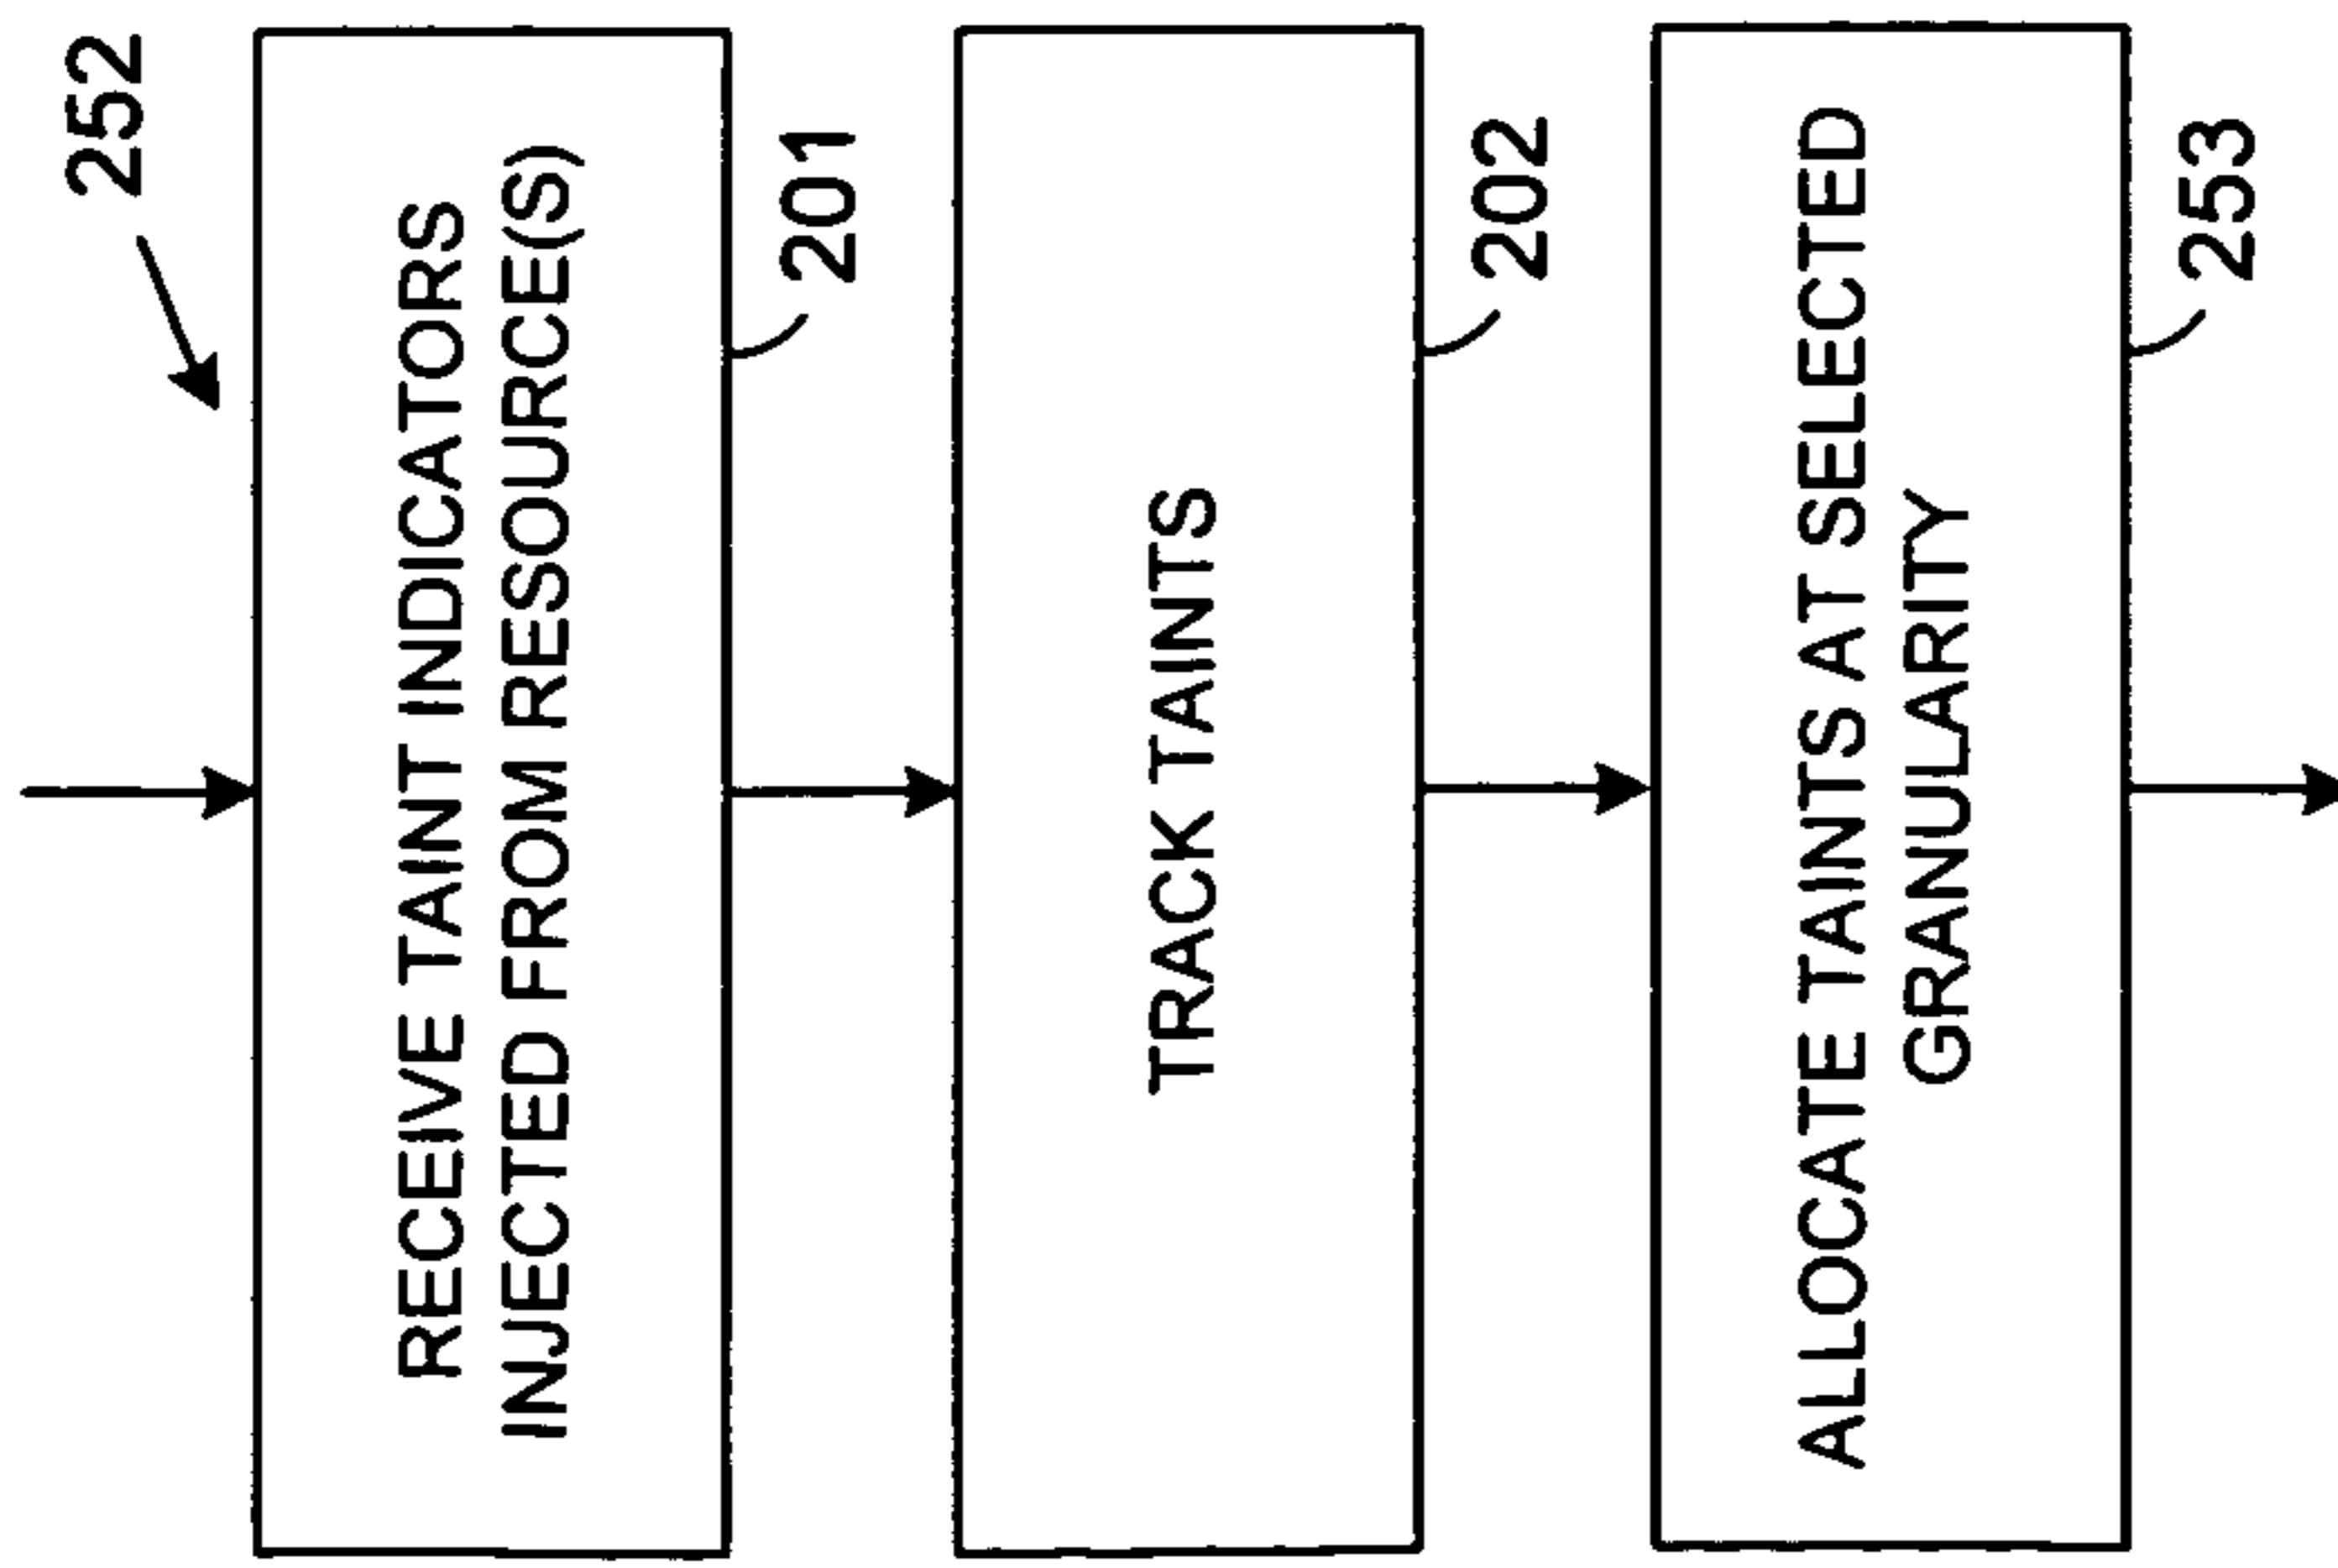 252
RECEIVE TAINT INDICATORS
INJECTED FROM RESOURCE(S)
201
TRACK TAINTS
202
ALLOCATE TAINTS AT SELECTED
GRANULARITY
253